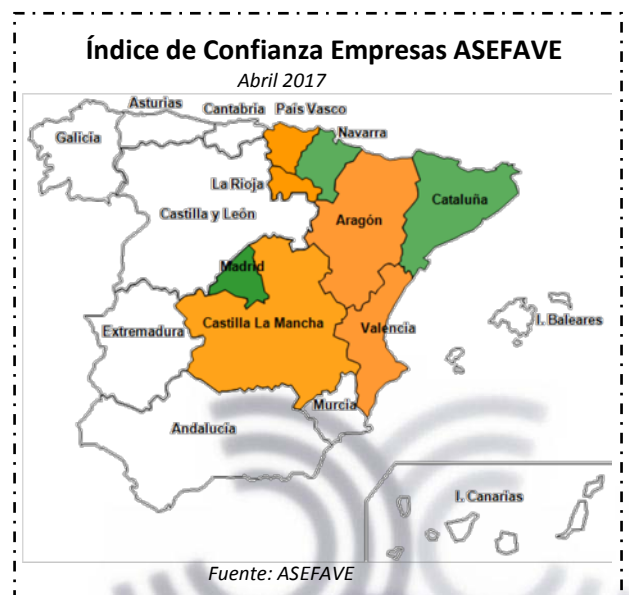 Índice de Confianza Empresas ASEFAVE
Abril 2017
Asturias
Cantabria
País Vasco
Galicia
Navarra
La Rioja
Cataluña
Castilla y León
Aragón
Madrid
Castilla La Mancha
Valencia
I. Baleares
Extremadura
Murcia
Andalucía
I. Canarias
Fuente: ASEFAVE